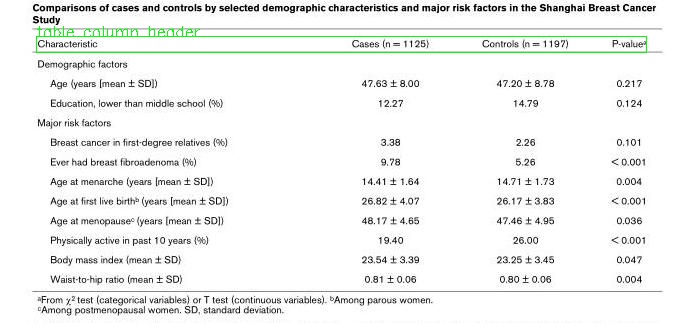 Comparisons of cases and controls by selected demographic characteristics and major risk factors in the Shanghai Breast Cancer
Study
table_column_header
Characteristic Cases (n = 1125) Controls (n = 1197) P-valueᵃ
Demographic factors
Age (years [mean ± SD]) 47.63 ± 8.00 47.20 ± 8.78 0.217
Education, lower than middle school (%) 12.27 14.79 0.124
Major risk factors
Breast cancer in first-degree relatives (%) 3.38 2.26 0.101
Ever had breast fibroadenoma (%) 9.78 5.26 <0.001
Age at menarche (years [mean ± SD]) 14.41 ± 1.64 14.71 ± 1.73 0.004
Age at first live birthᵇ (years [mean ± SD]) 26.82 ± 4.07 26.17 ± 3.83 <0.001
Age at menopauseᶜ (years [mean ± SD]) 48.17 ± 4.65 47.46 ± 4.95 0.036
Physically active in past 10 years (%) 19.40 26.00 <0.001
Body mass index (mean ± SD) 23.54 ± 3.39 23.25 ± 3.45 0.047
Waist-to-hip ratio (mean ± SD) 0.81 ± 0.06 0.80 ± 0.06 0.004
ᵃFrom χ² test (categorical variables) or T test (continuous variables). ᵇAmong parous women.
ᶜAmong postmenopausal women. SD, standard deviation.